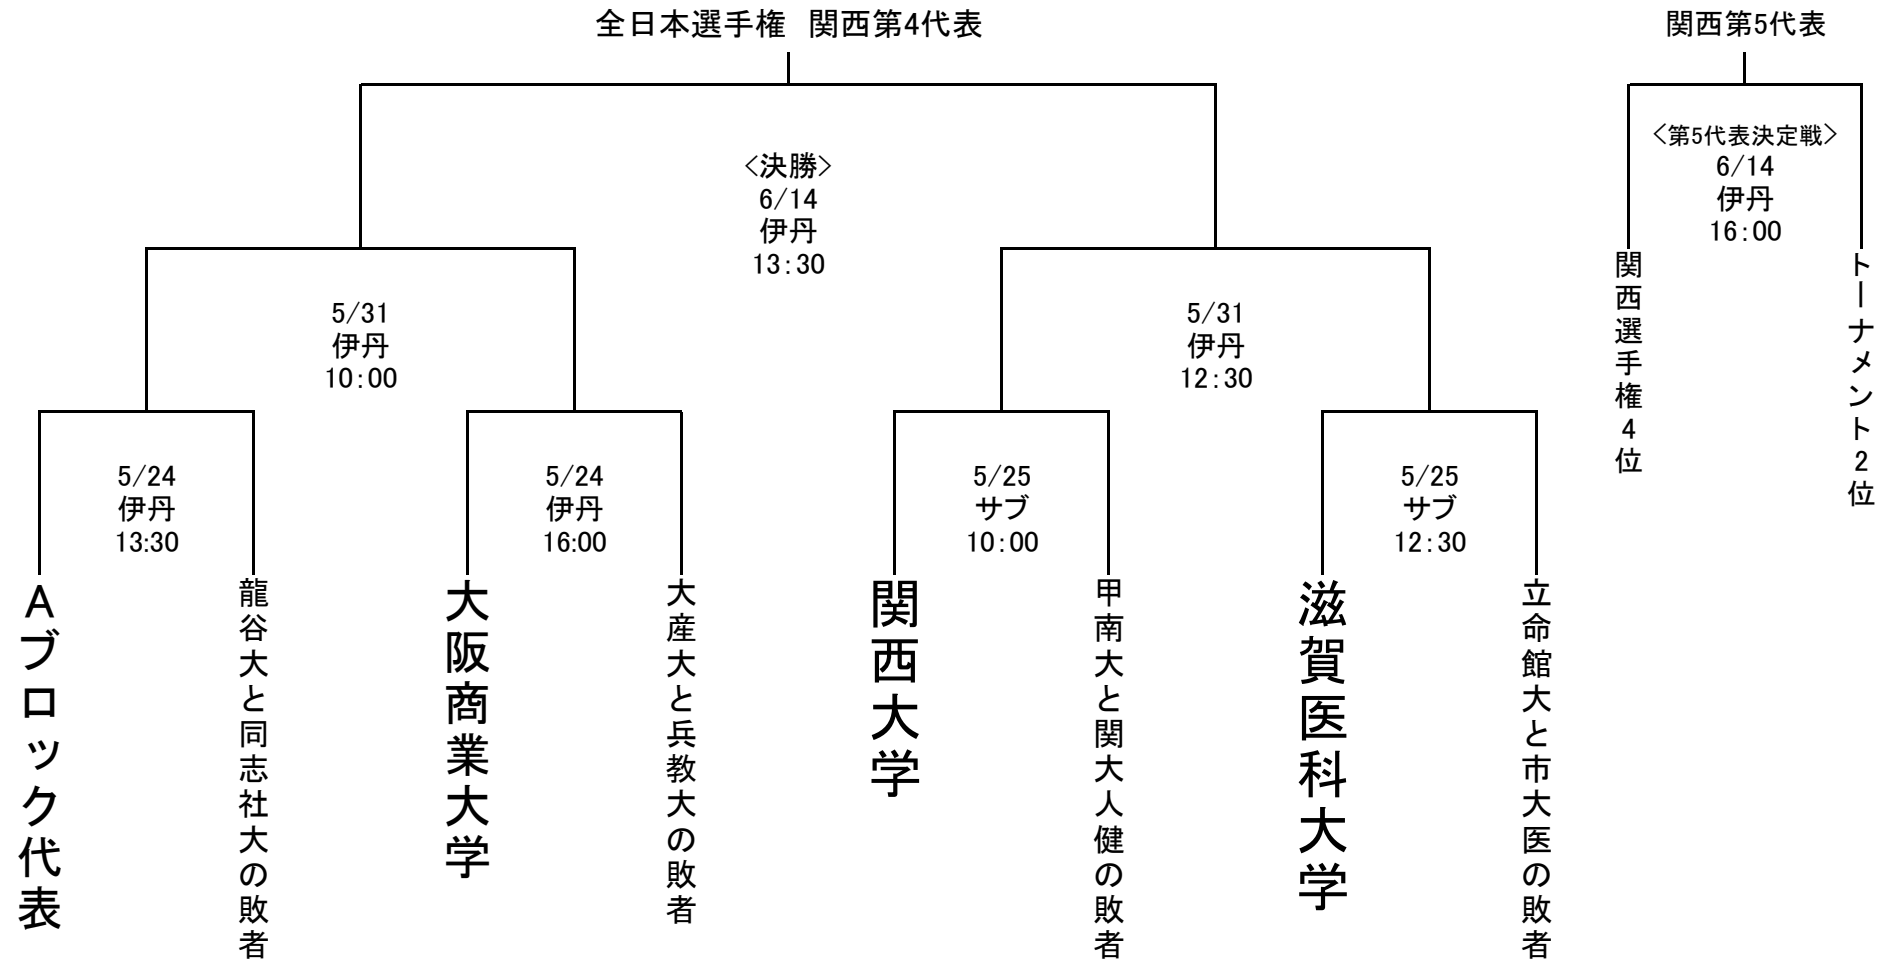 全日本選手権　関西第4代表
関西第5代表
<決勝>
6/14
伊丹
13:30
<第5代表決定戦>
6/14
伊丹
16:00
関西選手権4位
トーナメント2位
5/31
伊丹
10:00
5/31
伊丹
12:30
5/24
伊丹
13:30
5/24
伊丹
16:00
5/25
サブ
10:00
5/25
サブ
12:30
Aブロック代表
龍谷大と同志社大の敗者
大阪商業大学
大産大と兵教大の敗者
関西大学
甲南大と関大人健の敗者
滋賀医科大学
立命館大と市大医の敗者